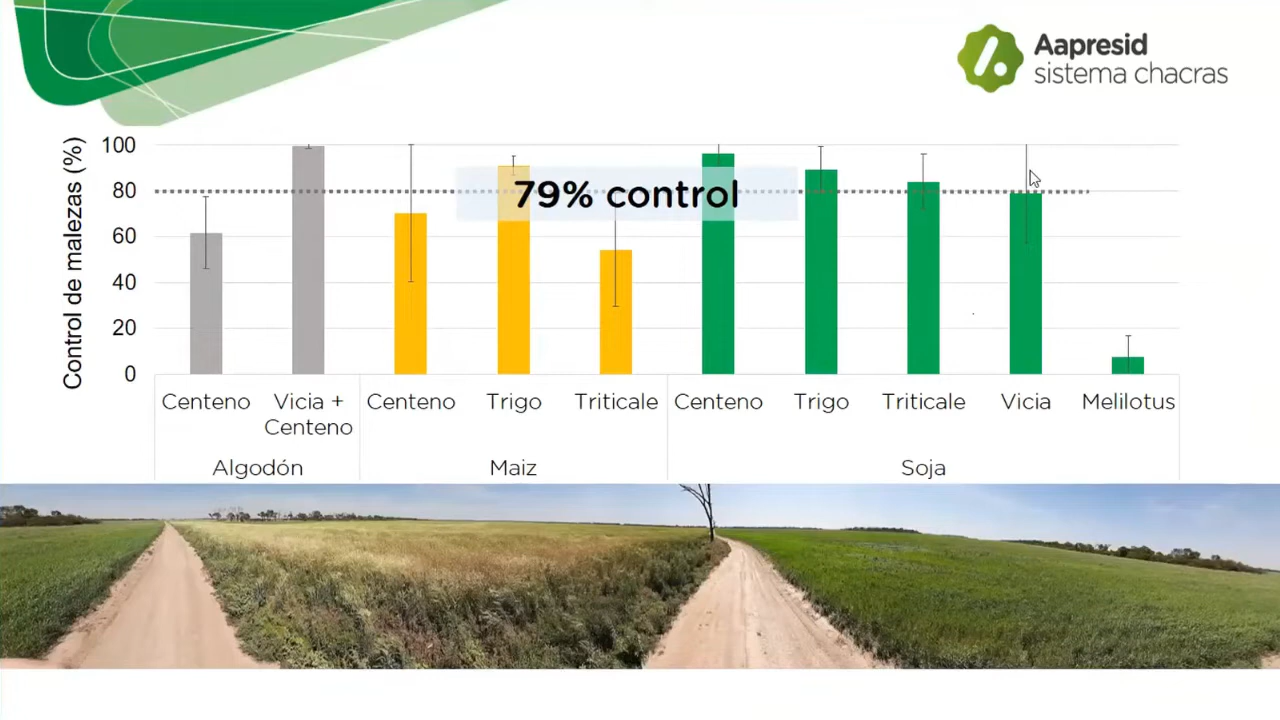 Aapresid
sistema chacras
Control de malezas (%)
100
80
60
40
20
0
79% control
Centeno
Vicia +
Centeno
Centeno
Trigo
Triticale
Centeno
Trigo
Triticale
Vicia
Melilotus
Algodón
Maiz
Soja